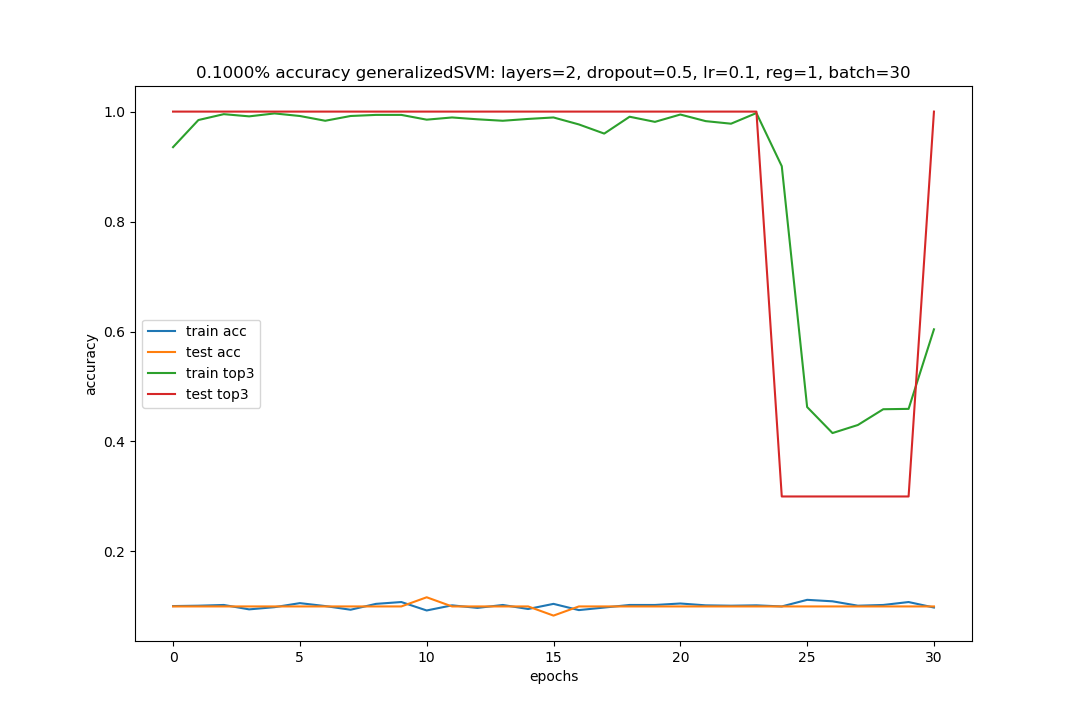 0.1000% accuracy generalizedSVM: layers=2, dropout=0.5, lr=0.1, reg=1, batch=30
1.0
0.8
0.6
0.4
0.2
accuracy
train acc
test acc
train top3
test top3
0 5 10 15 20 25 30
epochs